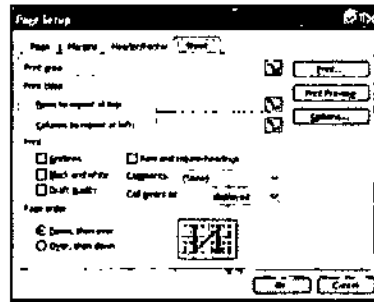 Page Setup
Page Margins Header/Footer Sheet
Print area
Print titles
Rows to repeat at top:
Columns to repeat at left:
Print... 
Print Preview
Options...
Print
Gridlines
Black and white
Draft quality
Row and column headings
Comments: (None)
Cell errors as: displayed
Page order
Down, then over
Over, then down
OK
Cancel